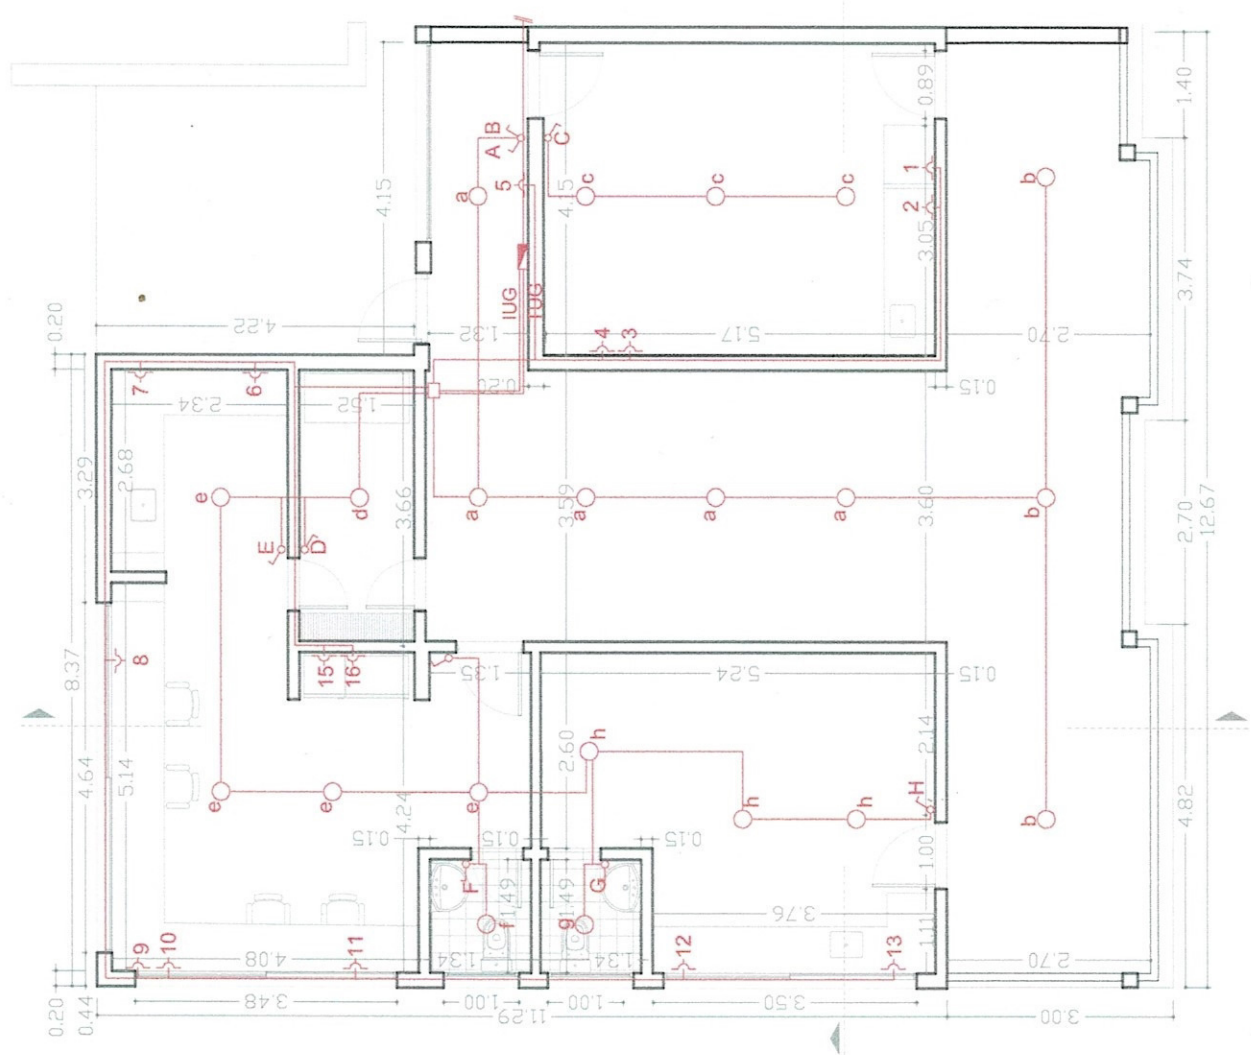 4.15
0.20
4.22
1.32
A B
C
5
4.15
a
c
c
c
1
2
3.05
0.89
b
1.40
3.74
IUG
TUG
4
3
5.17
2.70
0.20
0.15
7
6
2.34
1.52
3.29
2.68
e
d
3.66
E
D
a
a
3.59
a
a
3.60
b
2.70
12.67
8
8.37
4.64
5.14
15
16
1.35
5.24
0.15
2.60
h
2.14
e
e
e
4.24
h
h
H
b
4.82
0.15
0.15
0.15
1.00
F
G
1.49
1.49
f
g
3.76
1.11
9
10
11
12
13
4.08
1.34
1.34
2.70
0.20
0.44
3.48
1.00
1.00
3.50
11.29
3.00